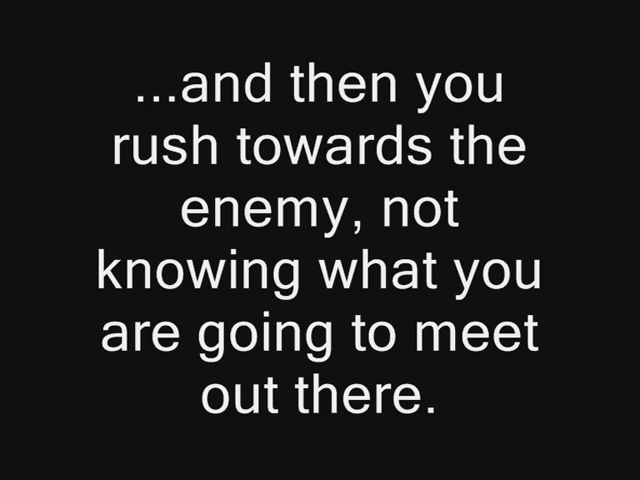 ...and then you
rush towards the
enemy, not
knowing what you
are going to meet
out there.